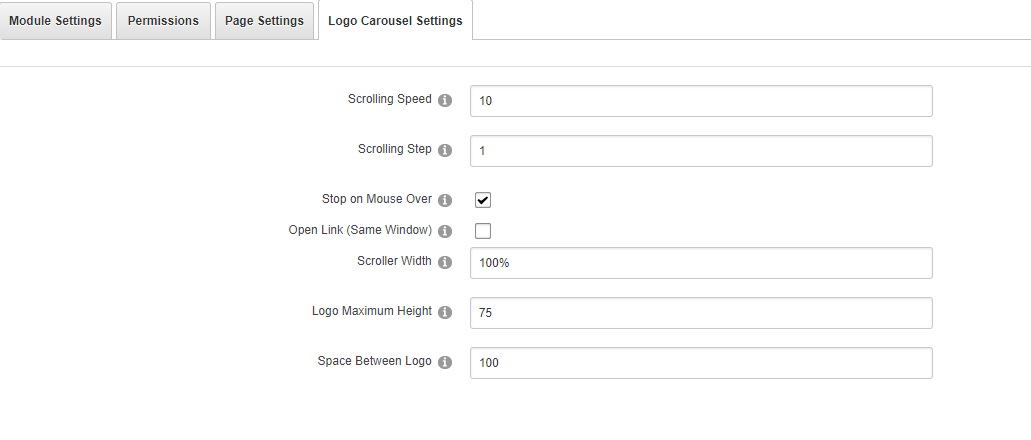 Module Settings Permissions Page Settings Logo Carousel Settings
Scrolling Speed 10
Scrolling Step 1
Stop on Mouse Over
Open Link (Same Window)
Scroller Width 100%
Logo Maximum Height 75
Space Between Logo 100